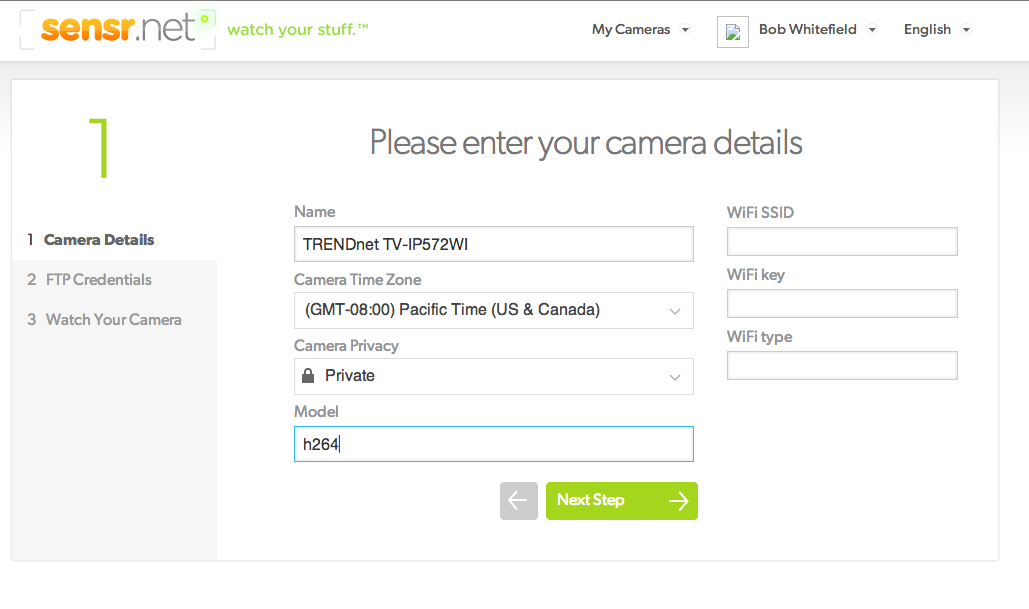 sensr.net watch your stuff.™
My Cameras
Bob Whitefield
English
1
Please enter your camera details
1 Camera Details
2 FTP Credentials
3 Watch Your Camera
Name
TRENDnet TV-IP572WI
Camera Time Zone
(GMT-08:00) Pacific Time (US & Canada)
Camera Privacy
Private
Model
h264
Next Step
WiFi SSID
WiFi key
WiFi type